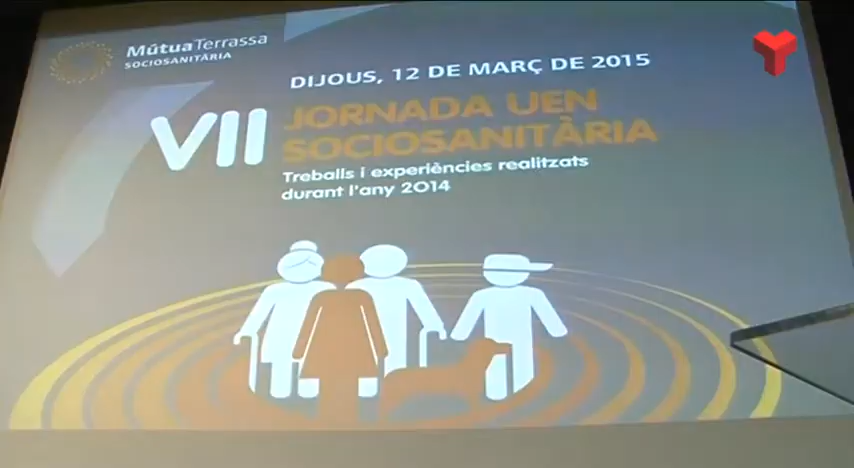 MútuaTerrassa
SOCIOSANITÀRIA
DIJOUS, 12 DE MARÇ DE 2015
VII JORNADA UEN
SOCIOSANITÀRIA
Treballs i experiències realitzats
durant l'any 2014